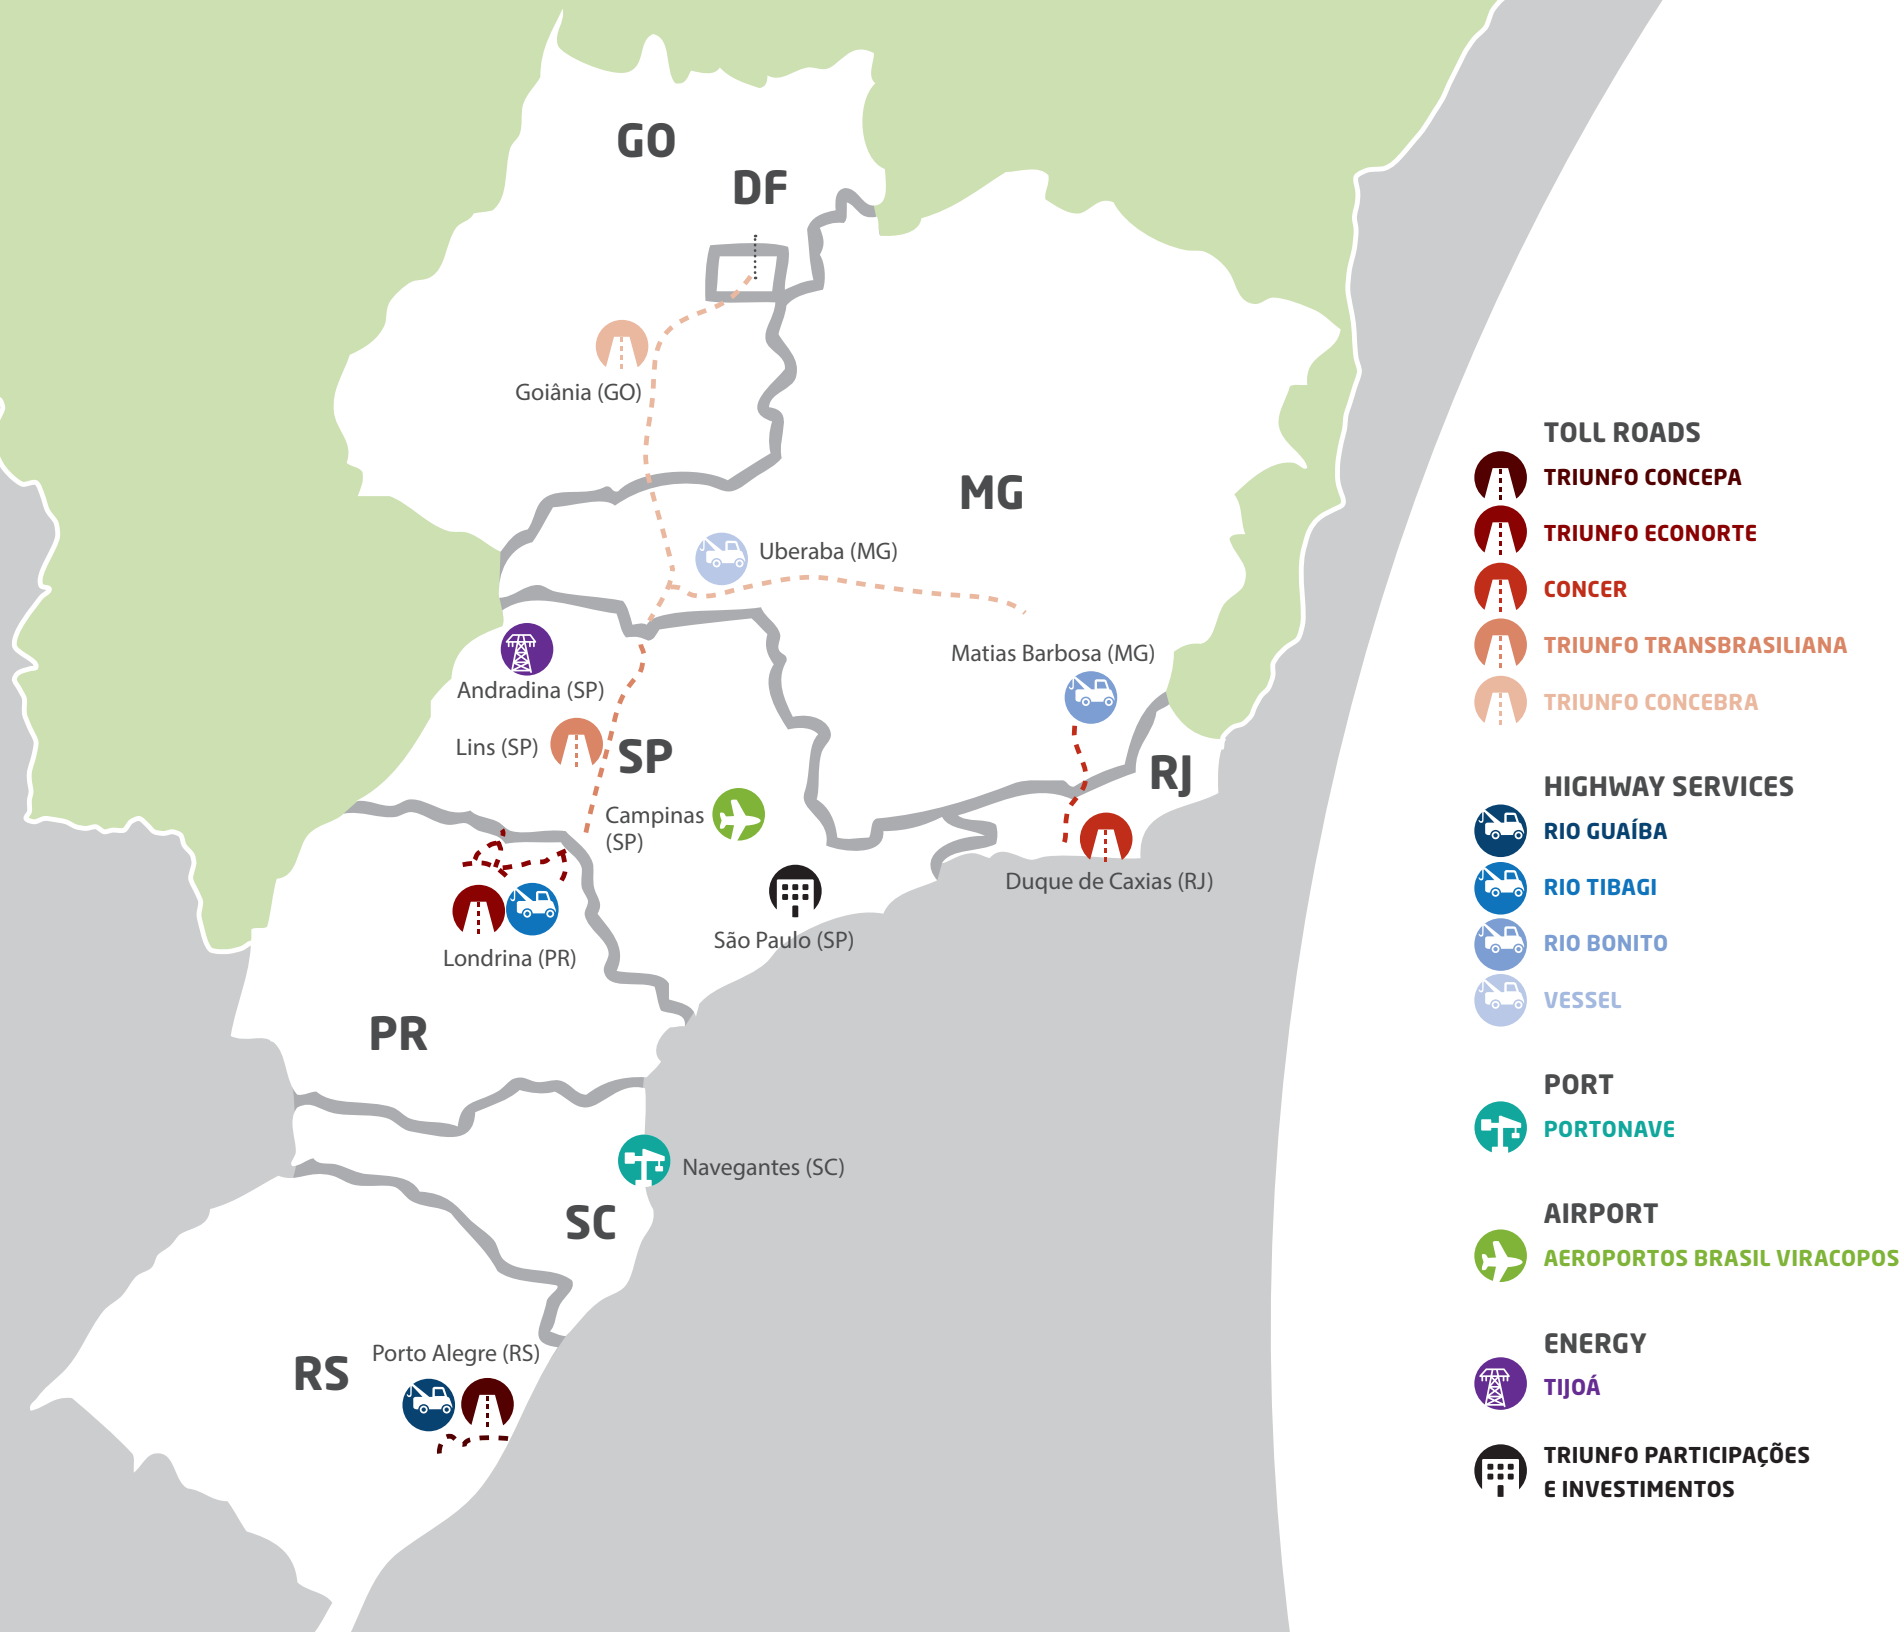 GO
DF
Goiânia (GO)
MG
Uberaba (MG)
Matias Barbosa (MG)
Andradina (SP)
Lins (SP)
SP
RJ
Campinas
(SP)
Duque de Caxias (RJ)
São Paulo (SP)
Londrina (PR)
PR
Navegantes (SC)
SC
Porto Alegre (RS)
RS
TOLL ROADS
TRIUNFO CONCEPA
TRIUNFO ECONORTE
CONCER
TRIUNFO TRANSBRASILIANA
TRIUNFO CONCEBRA
HIGHWAY SERVICES
RIO GUAÍBA
RIO TIBAGI
RIO BONITO
VESSEL
PORT
PORTONAVE
AIRPORT
AEROPORTOS BRASIL VIRACOPOS
ENERGY
TIJOÁ
TRIUNFO PARTICIPAÇÕES
E INVESTIMENTOS